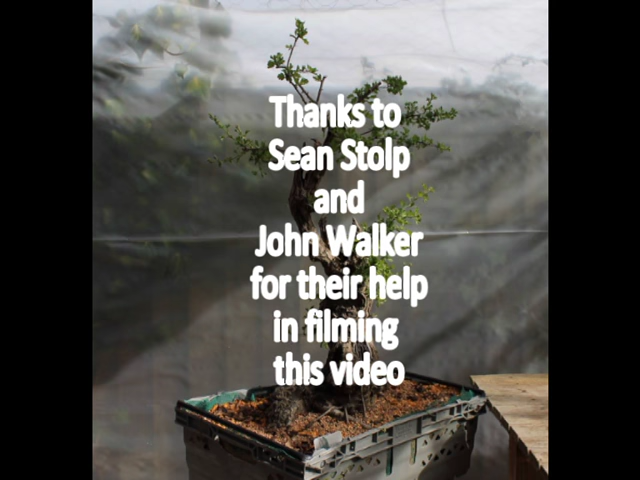 Thanks to
Sean Stolp
and
John Walker
for their help
in filming
this video